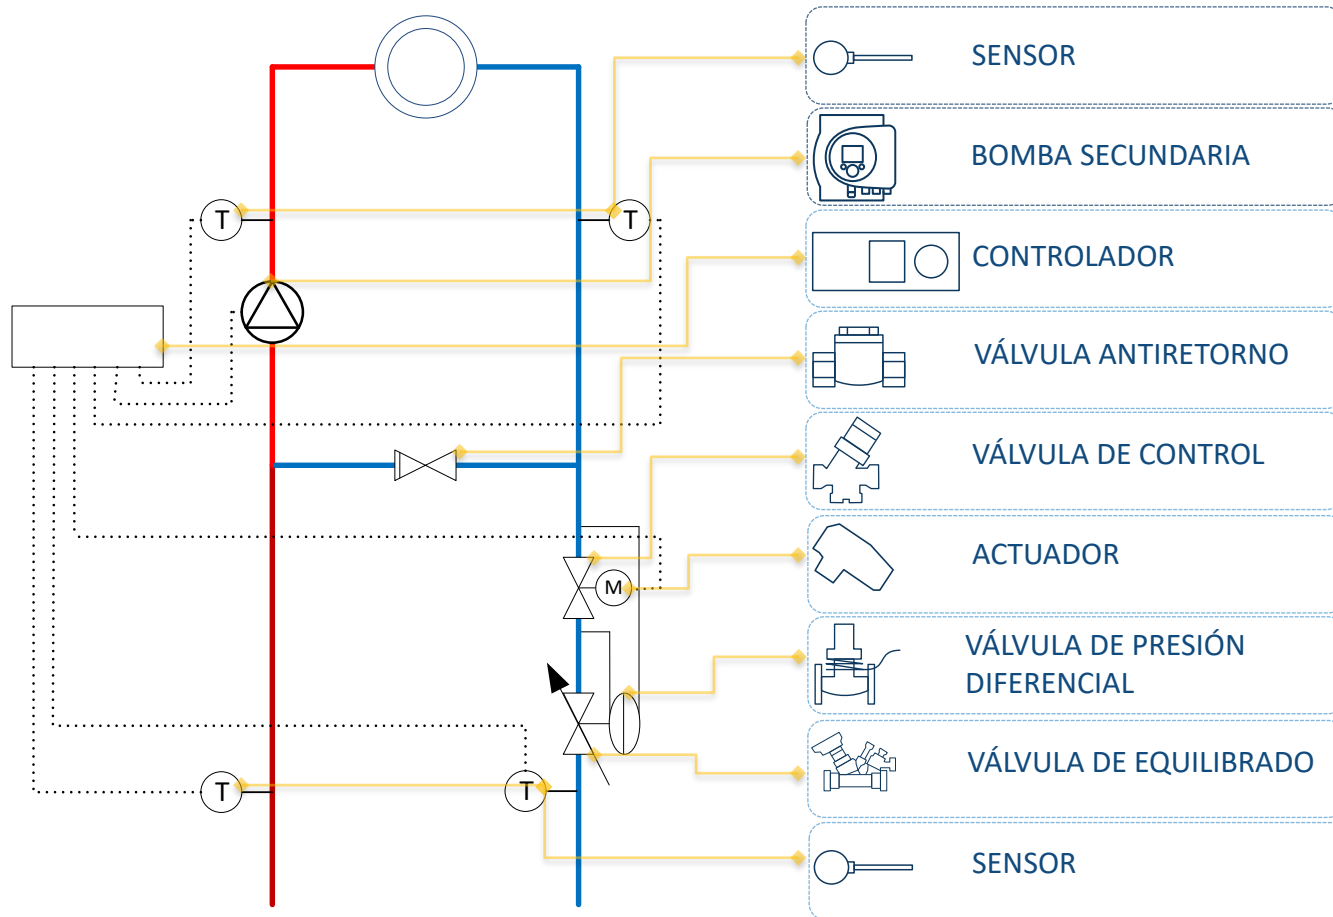 SENSOR
BOMBA SECUNDARIA
T
T
CONTROLADOR
VÁLVULA ANTIRETORNO
VÁLVULA DE CONTROL
ACTUADOR
M
VÁLVULA DE PRESIÓN
DIFERENCIAL
VÁLVULA DE EQUILIBRADO
T
T
SENSOR